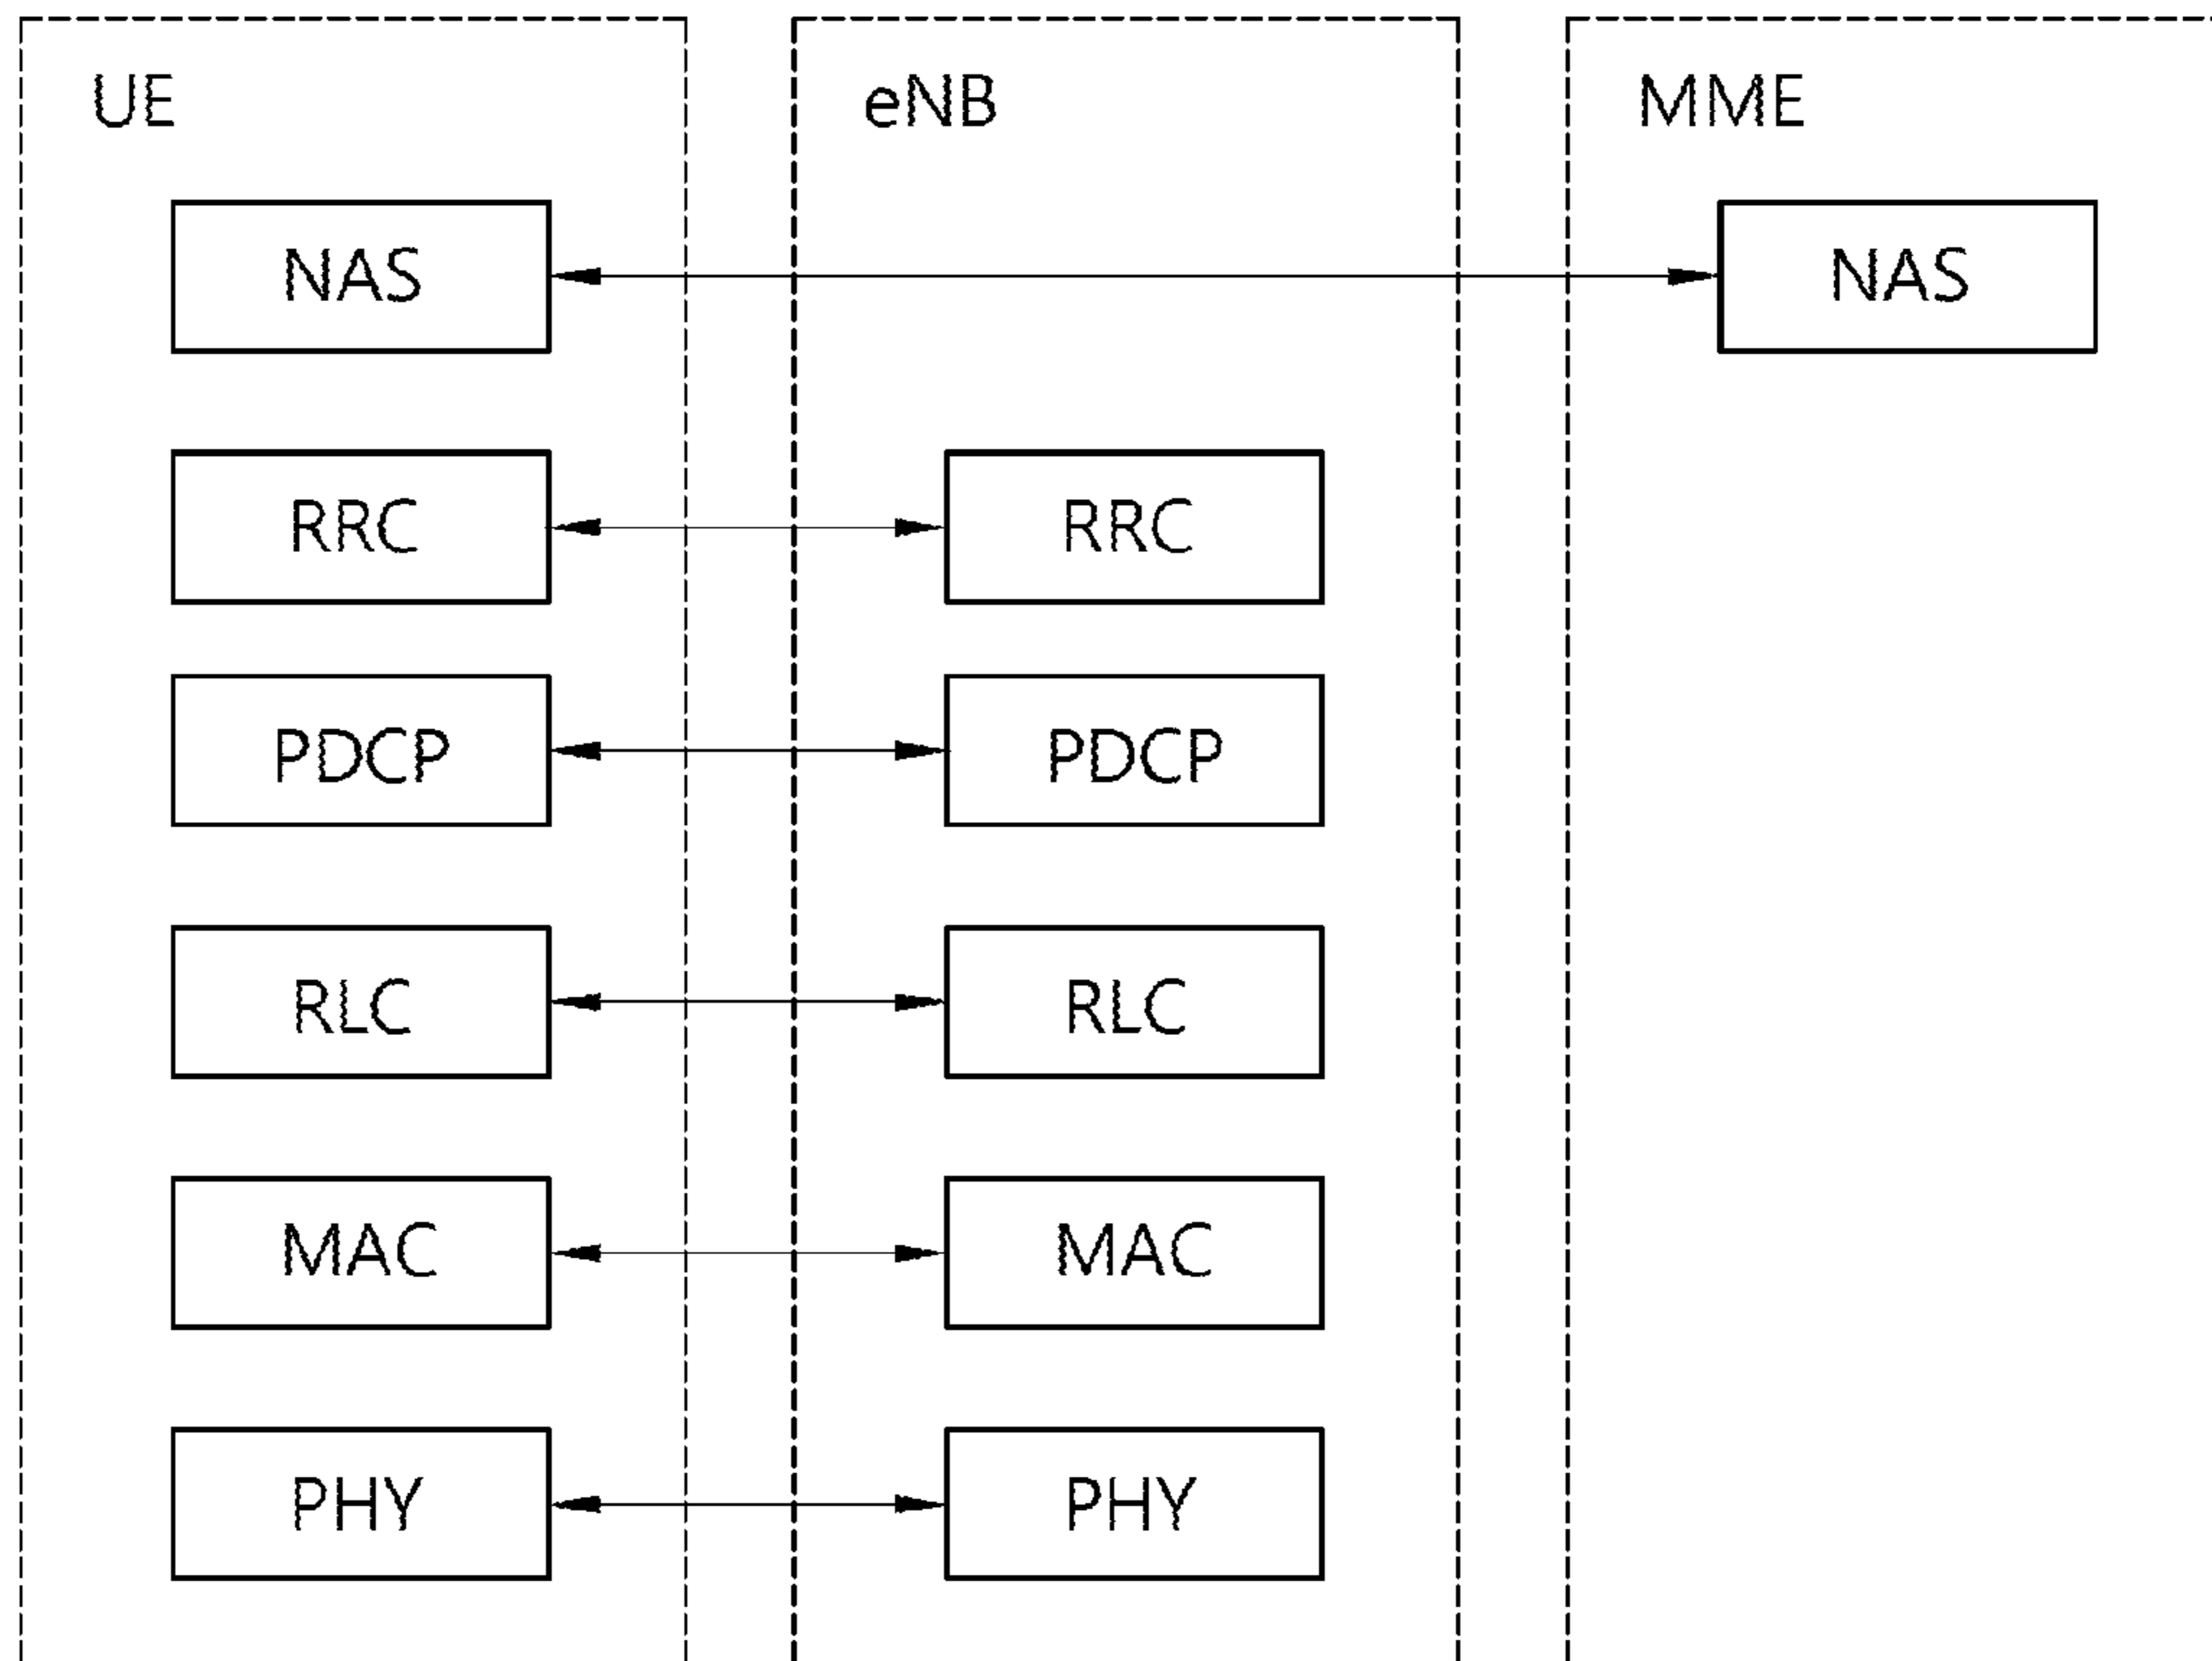 UE eNB MME
NAS NAS
RRC RRC
PDCP PDCP
RLC RLC
MAC MAC
PHY PHY